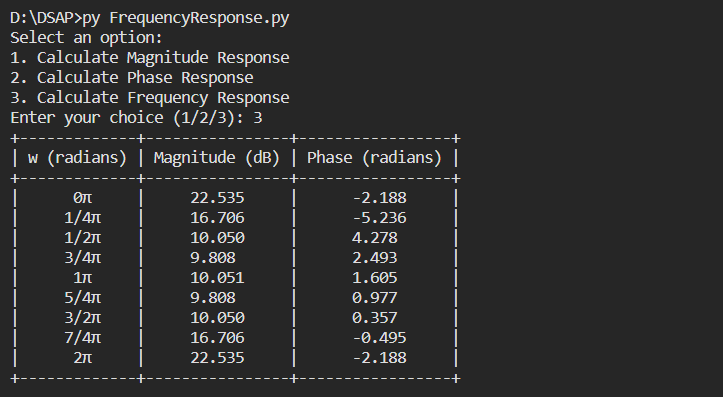 D:\DSAP>py FrequencyResponse.py
Select an option:
1. Calculate Magnitude Response
2. Calculate Phase Response
3. Calculate Frequency Response
Enter your choice (1/2/3): 3
+-------------+----------------+-----------------+
| w (radians) | Magnitude (dB) | Phase (radians) |
+-------------+----------------+-----------------+
|      0π     |     22.535     |      -2.188     |
|     1/4π    |     16.706     |      -5.236     |
|     1/2π    |     10.050     |      4.278      |
|     3/4π    |     9.808      |      2.493      |
|      1π     |     10.051     |      1.605      |
|     5/4π    |     9.808      |      0.977      |
|     3/2π    |     10.050     |      0.357      |
|     7/4π    |     16.706     |      -0.495     |
|      2π     |     22.535     |      -2.188     |
+-------------+----------------+-----------------+